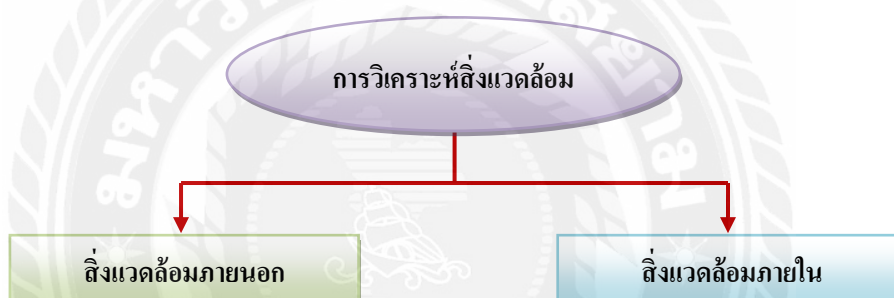 การวิเคราะห์สิ่งแวดล้อม
สิ่งแวดล้อมภายนอก
สิ่งแวดล้อมภายใน